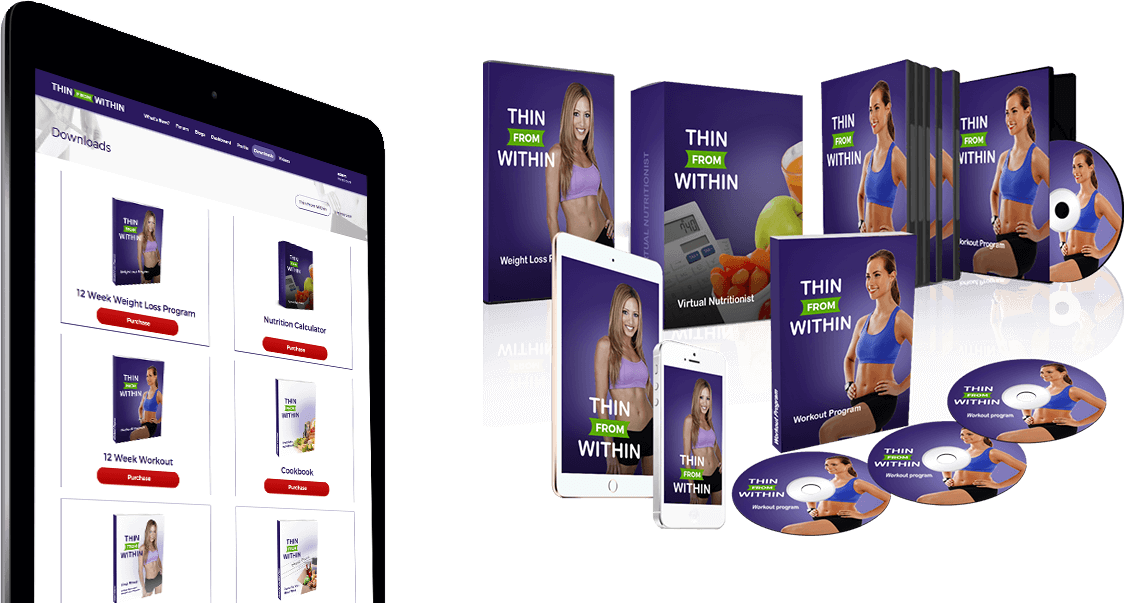 THIN FROM WITHIN
What's New?
Forum
Blogs
Dashboard
Profile
Downloads
Videos
Downloads
Thin From Within
THIN
FROM
WITHIN
Weight Loss Program
12 Week Weight Loss Program
Purchase
THIN
FROM
WITHIN
Nutrition Calculator
Purchase
THIN
FROM
WITHIN
12 Week Workout
Purchase
THIN
FROM
WITHIN
Cookbook
Purchase
THIN
FROM
WITHIN
THIN
FROM
WITHIN
THIN
FROM
WITHIN
Weight Loss P
VIRTUAL NUTRITIONIST
THIN
FROM
WITHIN
Virtual Nutritionist
THIN
FROM
WITHIN
THIN
FROM
WITHIN
Workout Program
THIN
FROM
WITHIN
THIN
FROM
WITHIN
Workout Program
THIN
FROM
WITHIN
Workout Program
THIN
FROM
WITHIN
Workout program
THIN
FROM
WITHIN
Workout program
THIN
FROM
WITHIN
Workout program